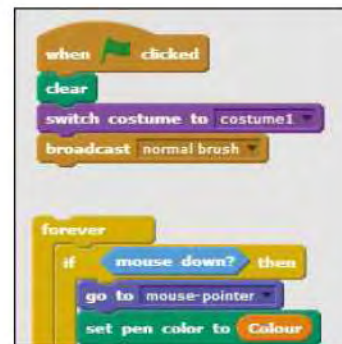 when clicked
clear
switch costume to costume1
broadcast normal brush
forever
if mouse down? then
go to mouse-pointer
set pen color to Colour